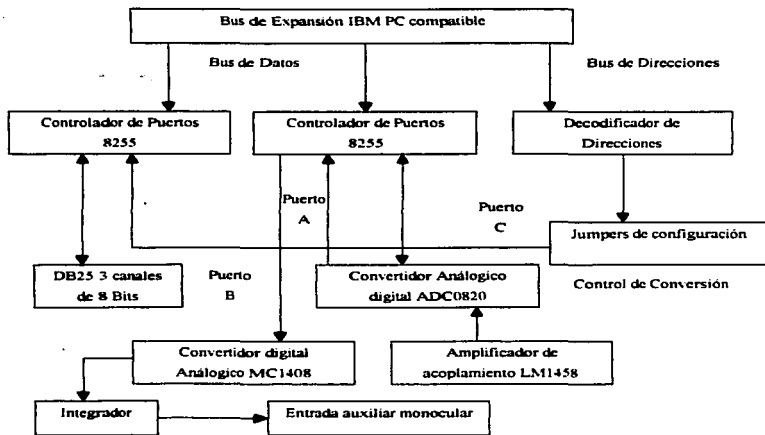 Bus de Expansión IBM PC compatible
Bus de Datos
Bus de Direcciones
Controlador de Puertos
8255
Controlador de Puertos
8255
Decodificador de
Direcciones
Puerto
A
Puerto
C
Jumpers de configuración
DB25 3 canales
de 8 Bits
Puerto
B
Convertidor Análogico
digital ADC0820
Control de Conversión
Convertidor digital
Análogico MC1408
Amplificador de
acoplamiento LM1458
Integrador
Entrada auxiliar monocular